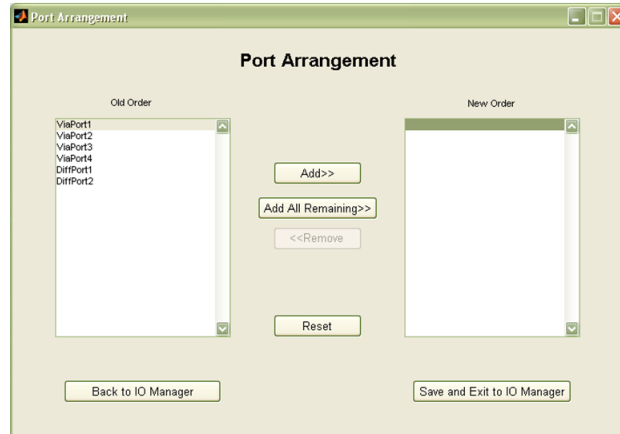 Port Arrangement
Port Arrangement
Old Order
New Order
ViaPort1
ViaPort2
ViaPort3
ViaPort4
DiffPort1
DiffPort2
Add>>
Add All Remaining>>
<<Remove
Reset
Back to IO Manager
Save and Exit to IO Manager